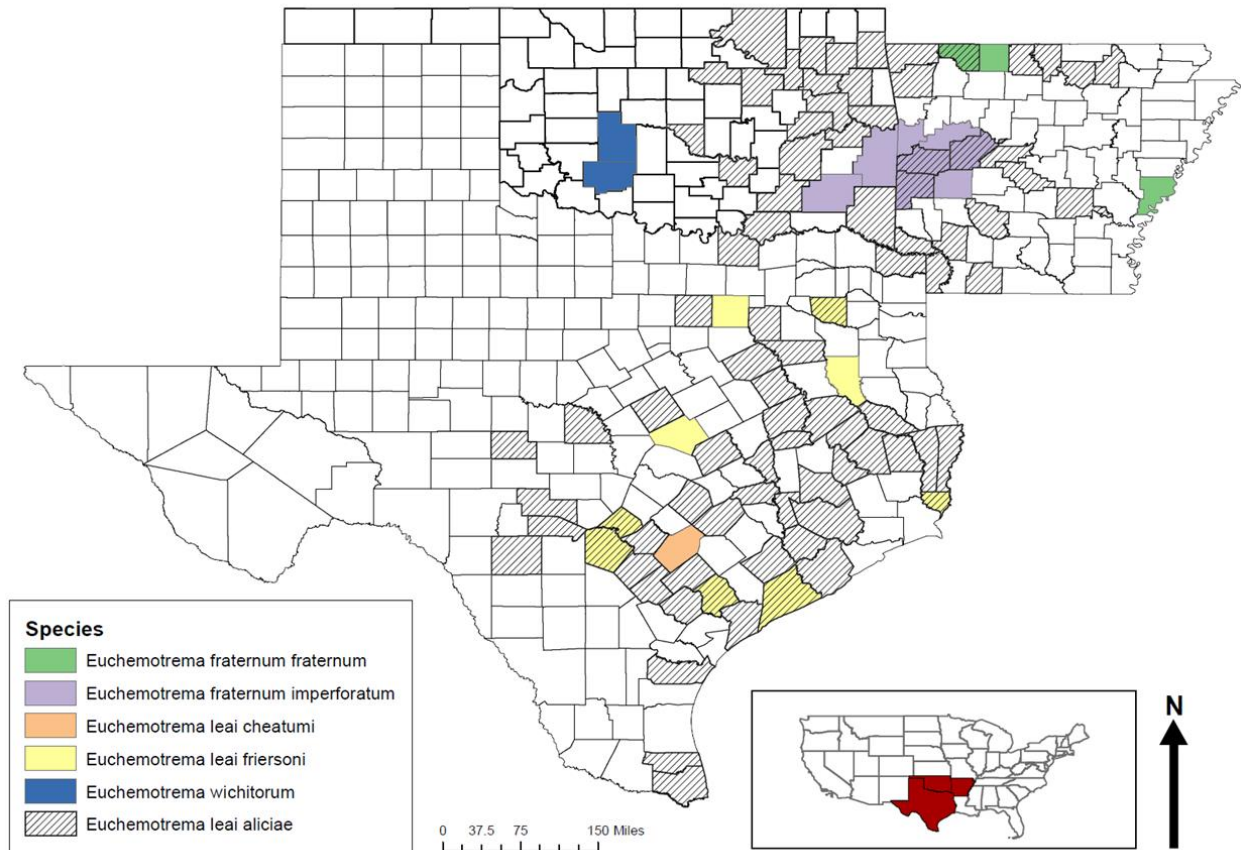 Species
Euchemotrema fraternum fraternum
Euchemotrema fraternum imperforatum
Euchemotrema leai cheatumi
Euchemotrema leai friersoni
Euchemotrema wichitorum
Euchemotrema leai aliciae
0 37.5 75 150 Miles
N